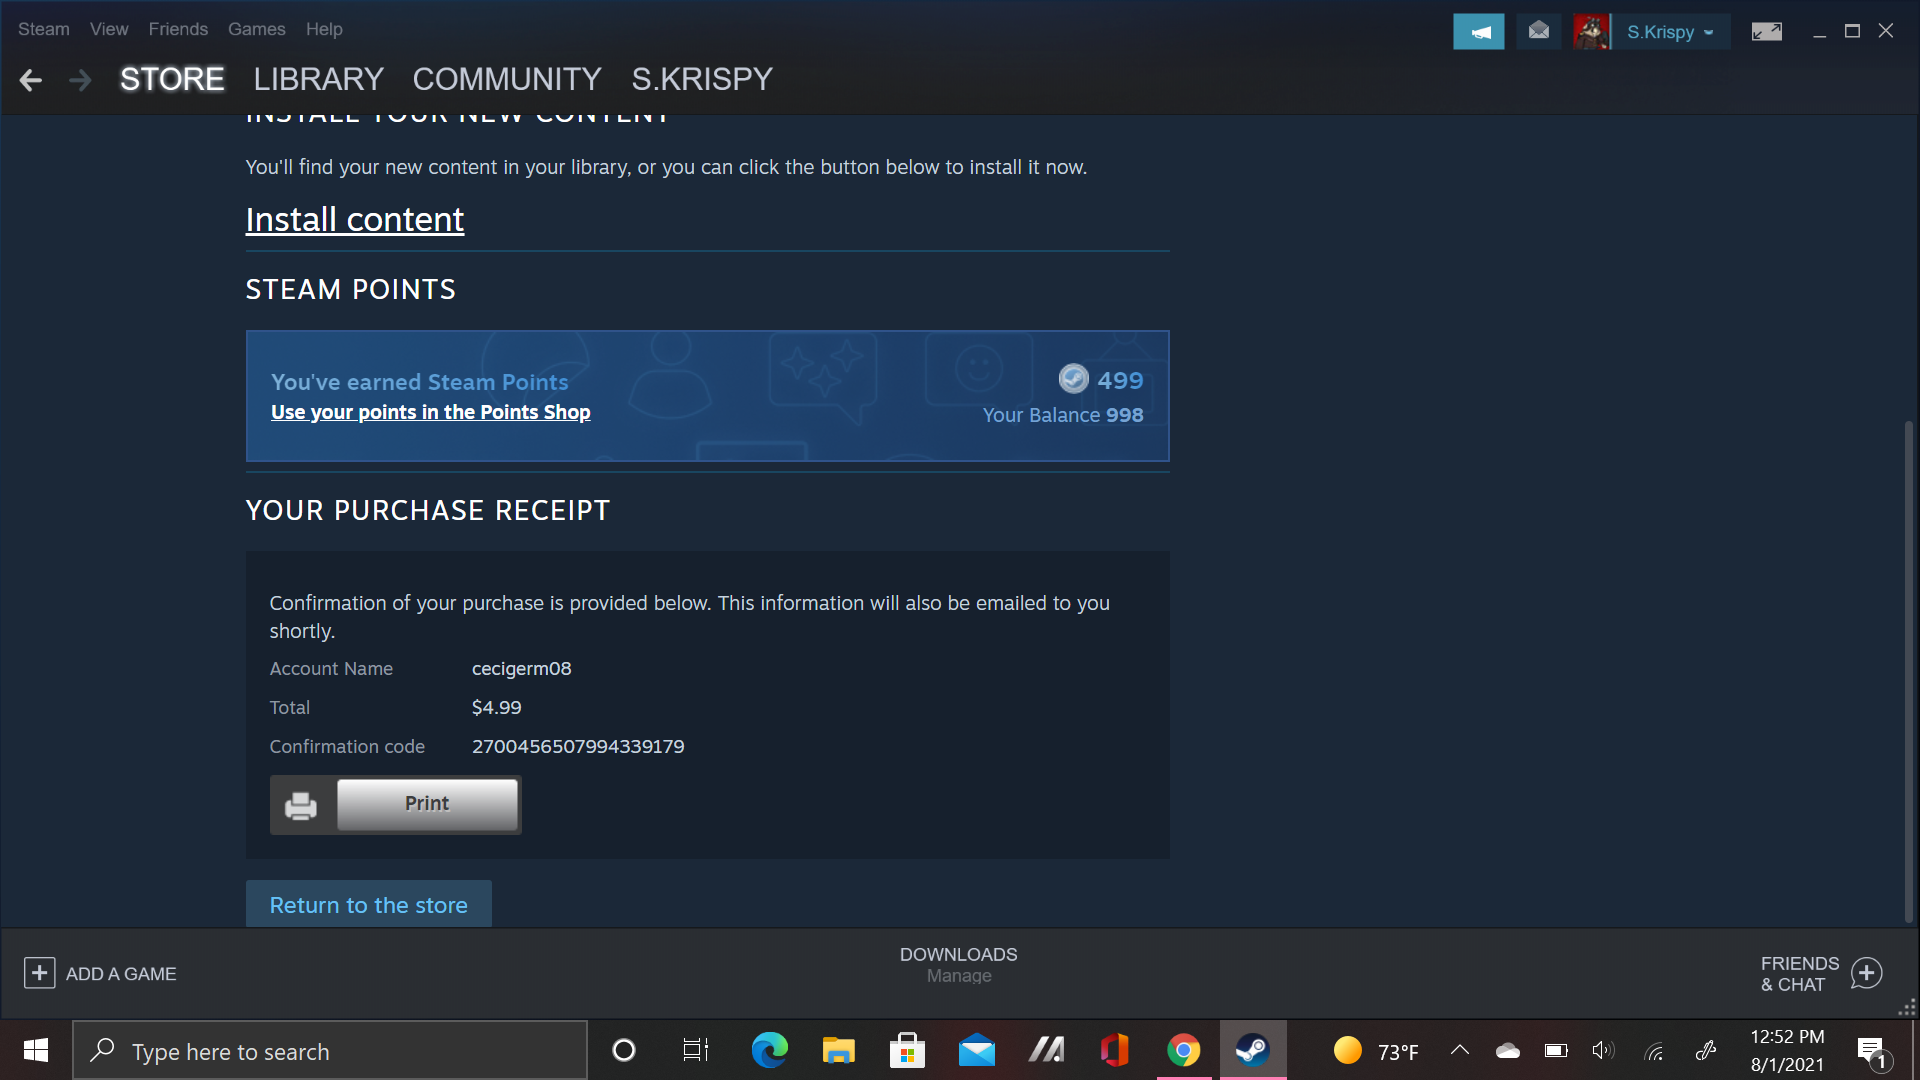 Steam View Friends Games Help
S.Krispy
STORE LIBRARY COMMUNITY S.KRISPY
INSTALL YOUR NEW CONTENT
You'll find your new content in your library, or you can click the button below to install it now.
Install content
STEAM POINTS
You've earned Steam Points
499
Use your points in the Points Shop
Your Balance 998
YOUR PURCHASE RECEIPT
Confirmation of your purchase is provided below. This information will also be emailed to you
shortly.
Account Name cecigerm08
Total $4.99
Confirmation code 2700456507994339179
Print
Return to the store
ADD A GAME
DOWNLOADS
Manage
FRIENDS
& CHAT
Type here to search
73°F
12:52 PM
8/1/2021
1